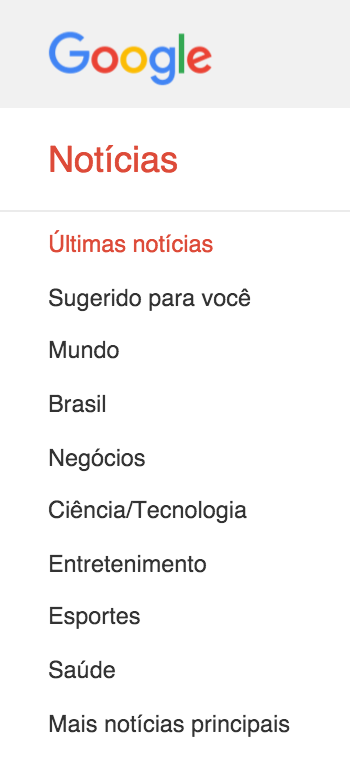 Google
Notícias
Últimas notícias
Sugerido para você
Mundo
Brasil
Negócios
Ciência/Tecnologia
Entretenimento
Esportes
Saúde
Mais notícias principais